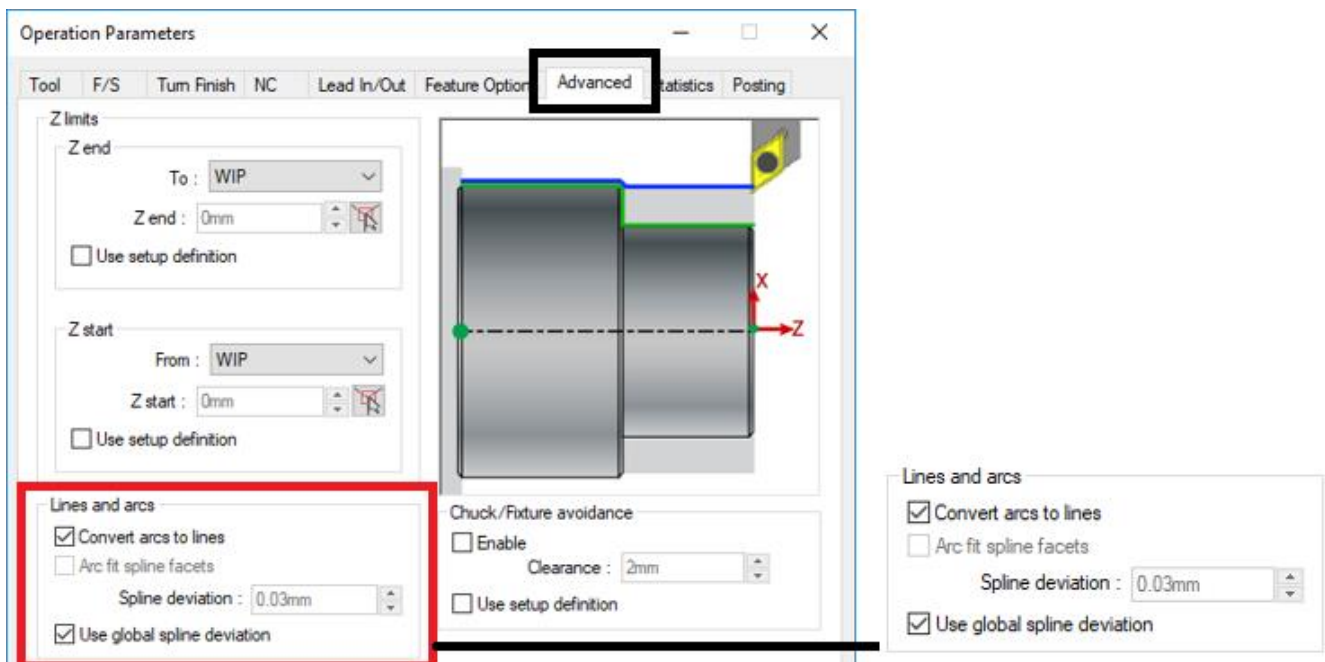 Operation Parameters
Tool F/S Turn Finish NC Lead In/Out Feature Option Advanced tatistics Posting
Z limits
Z end
To : WIP
Z end : 0mm
Use setup definition
Z start
From : WIP
Z start : 0mm
Use setup definition
X
Z
Lines and arcs
Convert arcs to lines
Arc fit spline facets
Spline deviation : 0.03mm
Use global spline deviation
Chuck/Fixture avoidance
Enable
Clearance : 2mm
Use setup definition
Lines and arcs
Convert arcs to lines
Arc fit spline facets
Spline deviation : 0.03mm
Use global spline deviation